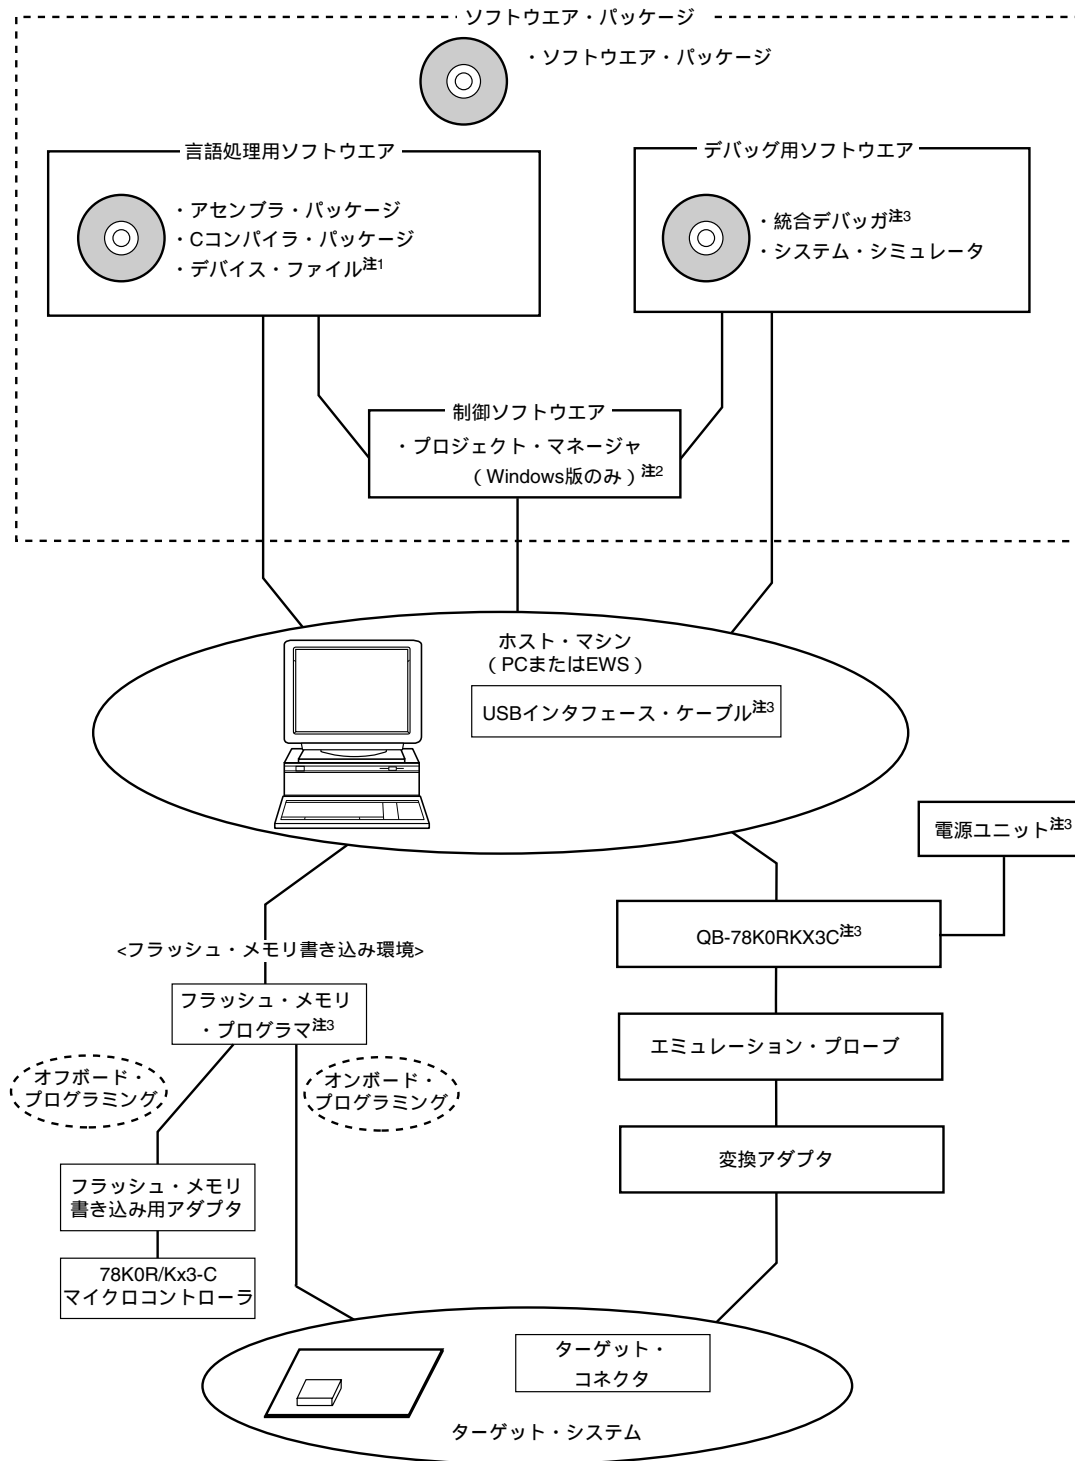 ソフトウエア・パッケージ
・ソフトウエア・パッケージ
言語処理用ソフトウエア
・アセンブラ・パッケージ
・Cコンパイラ・パッケージ
・デバイス・ファイル注1
デバッグ用ソフトウエア
・統合デバッガ注3
・システム・シミュレータ
制御ソフトウエア
・プロジェクト・マネージャ
（Windows版のみ）注2
ホスト・マシン
（PCまたはEWS）
USBインタフェース・ケーブル注3
電源ユニット注3
QB-78K0RKX3C注3
<フラッシュ・メモリ書き込み環境>
フラッシュ・メモリ
・プログラマ注3
エミュレーション・プローブ
オフボード・
プログラミング
オンボード・
プログラミング
変換アダプタ
フラッシュ・メモリ
書き込み用アダプタ
78K0R/Kx3-C
マイクロコントローラ
ターゲット・
コネクタ
ターゲット・システム